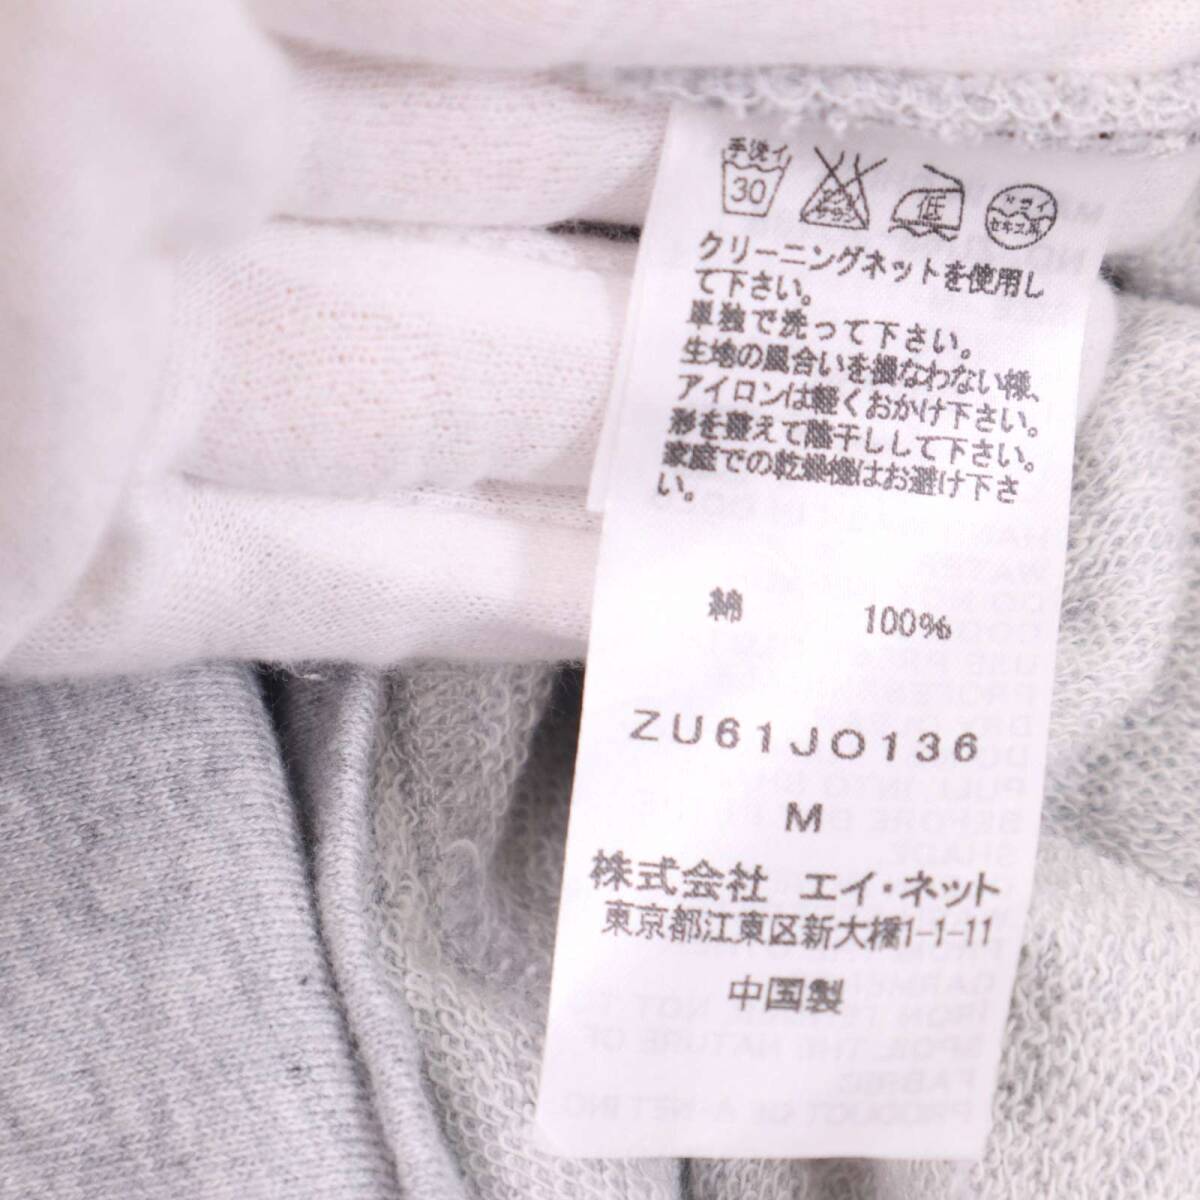 手洗イ
30
エンソ
サラシ
低
ドライ
セキユ系
クリーニングネットを使用し
て下さい。
単独で洗って下さい。
生地の風合いを損なわない様、
アイロンは軽くおかけ下さい。
形を整えて陰干しして下さい。
家庭での乾燥機はお避け下さ
い。
綿 100%
ZU61JO136
M
株式会社 エイ・ネット
東京都江東区新大橋1-1-11
中国製